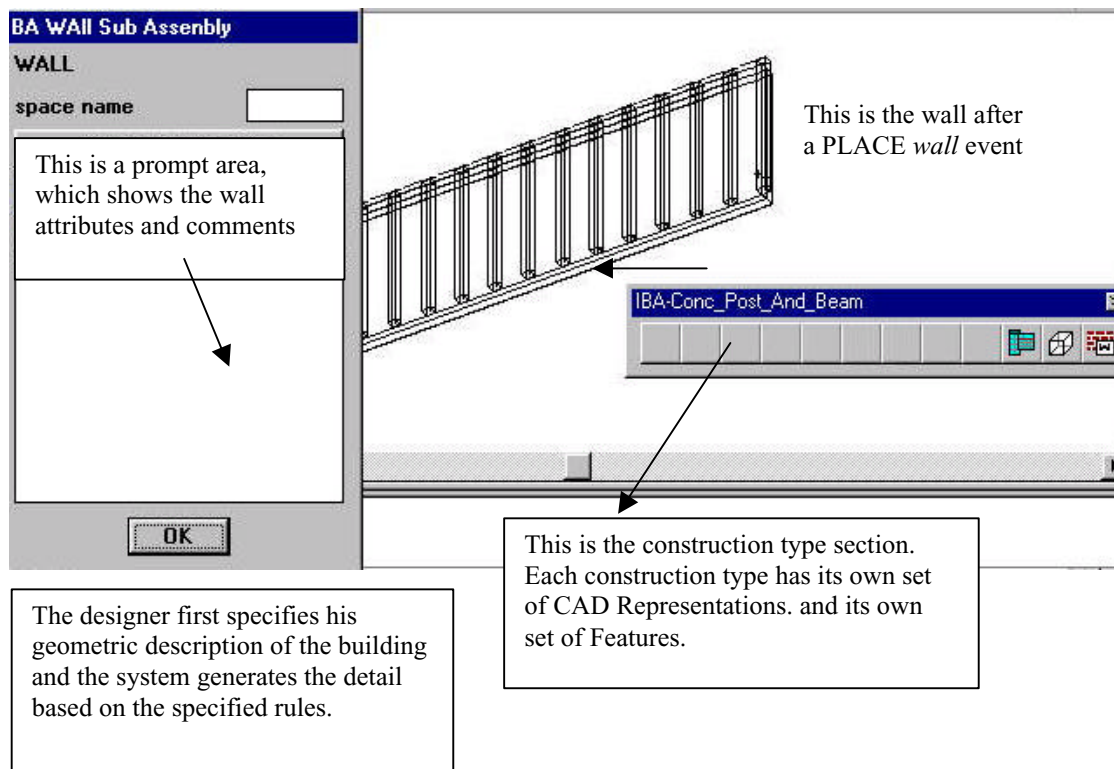 BA WAll Sub Assenbly
WALL
space name
This is a prompt area,
which shows the wall
attributes and comments
OK
This is the wall after
a PLACE wall event
IBA-Conc_Post_And_Beam
This is the construction type section.
Each construction type has its own set
of CAD Representations. and its own
set of Features.
The designer first specifies his
geometric description of the building
and the system generates the detail
based on the specified rules.